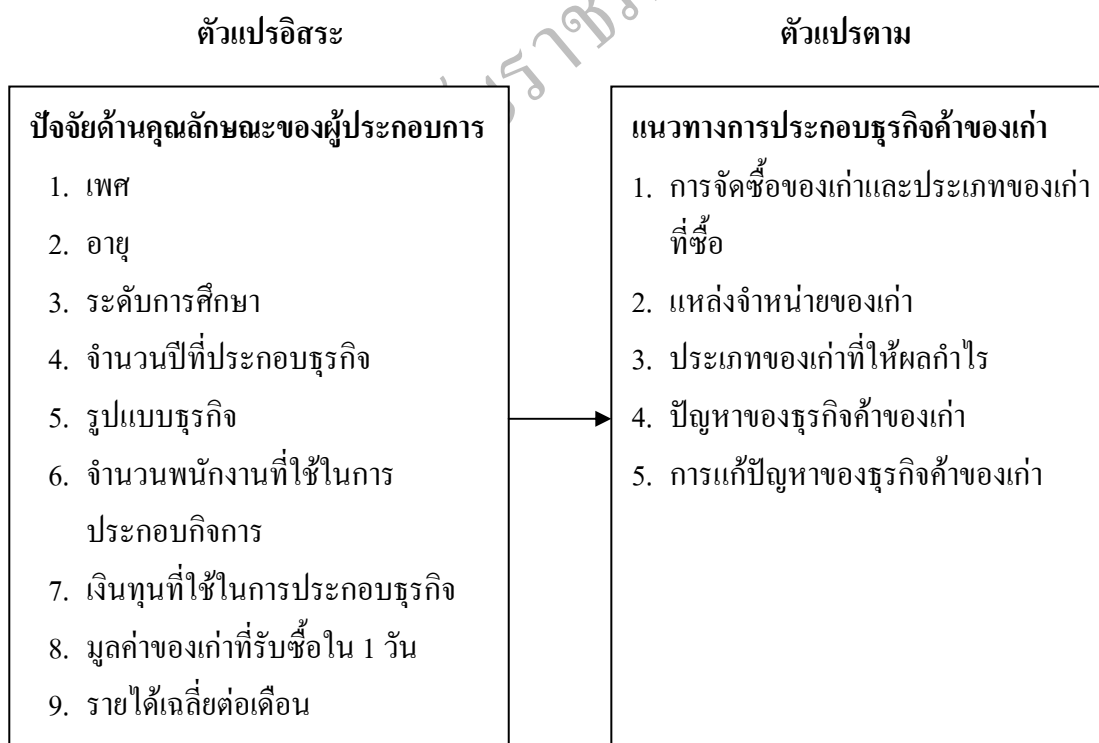 ตัวแปรอิสระ
ตัวแปรตาม
ปัจจัยด้านคุณลักษณะของผู้ประกอบการ
1. เพศ
2. อายุ
3. ระดับการศึกษา
4. จำนวนปีที่ประกอบธุรกิจ
5. รูปแบบธุรกิจ
6. จำนวนพนักงานที่ใช้ในการ
ประกอบกิจการ
7. เงินทุนที่ใช้ในการประกอบธุรกิจ
8. มูลค่าของเก่าที่รับซื้อใน 1 วัน
9. รายได้เฉลี่ยต่อเดือน
แนวทางการประกอบธุรกิจค้าของเก่า
1. การจัดซื้อของเก่าและประเภทของเก่า
ที่ซื้อ
2. แหล่งจำหน่ายของเก่า
3. ประเภทของเก่าที่ให้ผลกำไร
4. ปัญหาของธุรกิจค้าของเก่า
5. การแก้ปัญหาของธุรกิจค้าของเก่า